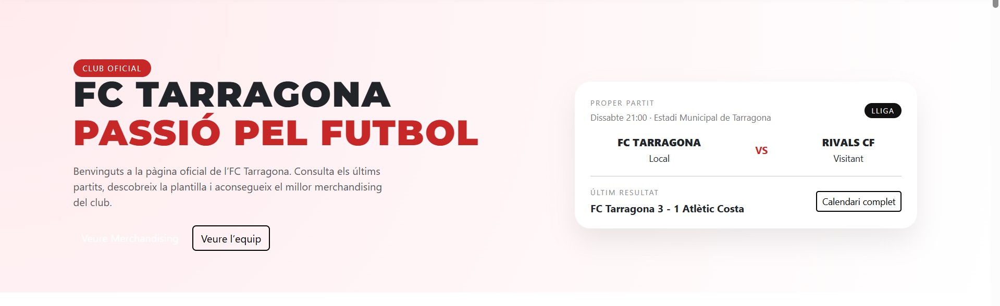 CLUB OFICIAL
FC TARRAGONA
PASSIÓ PEL FUTBOL
Benvinguts a la pàgina oficial de l’FC Tarragona. Consulta els últims
partits, descobreix la plantilla i aconsegueix el millor merchandising
del club.
Veure Merchandising
Veure l’equip
PROPER PARTIT
Dissabte 21:00 · Estadi Municipal de Tarragona
LLIGA
FC TARRAGONA
Local
VS
RIVALS CF
Visitant
ÚLTIM RESULTAT
FC Tarragona 3 - 1 Atlètic Costa
Calendari complet